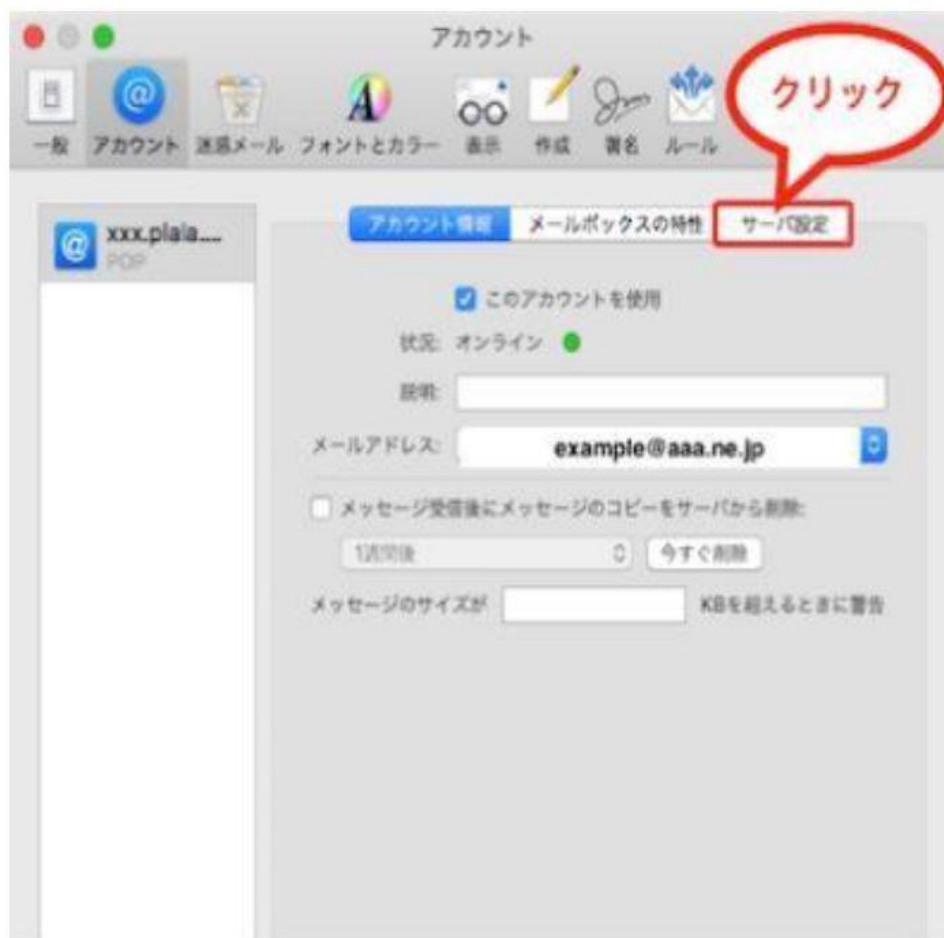 アカウント
クリック
一般 アカウント 迷惑メール フォントとカラー 表示 作成 署名 ルール
xxx.plala....
POP
アカウント情報 メールボックスの特性 サーバ設定
このアカウントを使用
状況: オンライン
説明:
メールアドレス: example@aaa.ne.jp
メッセージ受信後にメッセージのコピーをサーバから削除:
1週間後 今すぐ削除
メッセージのサイズが KBを超えるときに警告